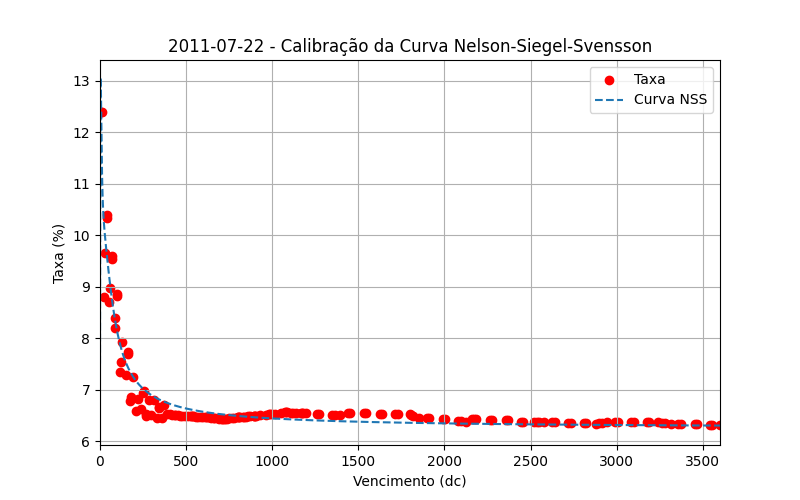 2011-07-22 - Calibração da Curva Nelson-Siegel-Svensson
Taxa
Curva NSS
Taxa (%)
13
12
11
10
9
8
7
6
0 500 1000 1500 2000 2500 3000 3500
Vencimento (dc)